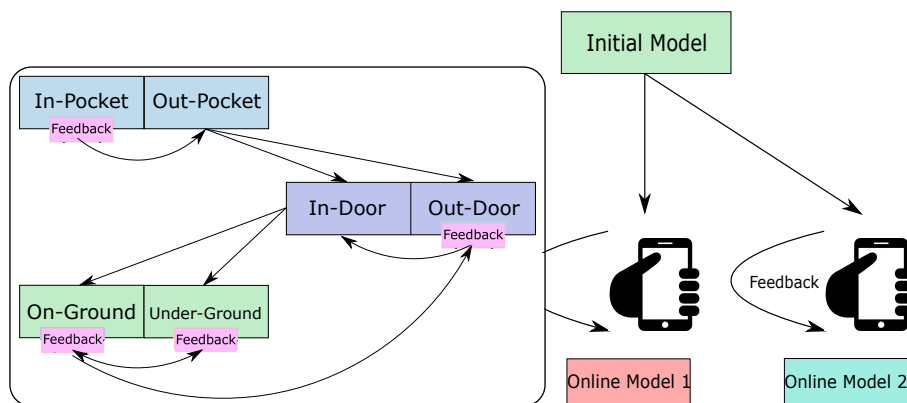 Initial Model
In-Pocket
Out-Pocket
Feedback
In-Door
Out-Door
Feedback
Feedback
On-Ground
Under-Ground
Feedback
Feedback
Online Model 1
Online Model 2